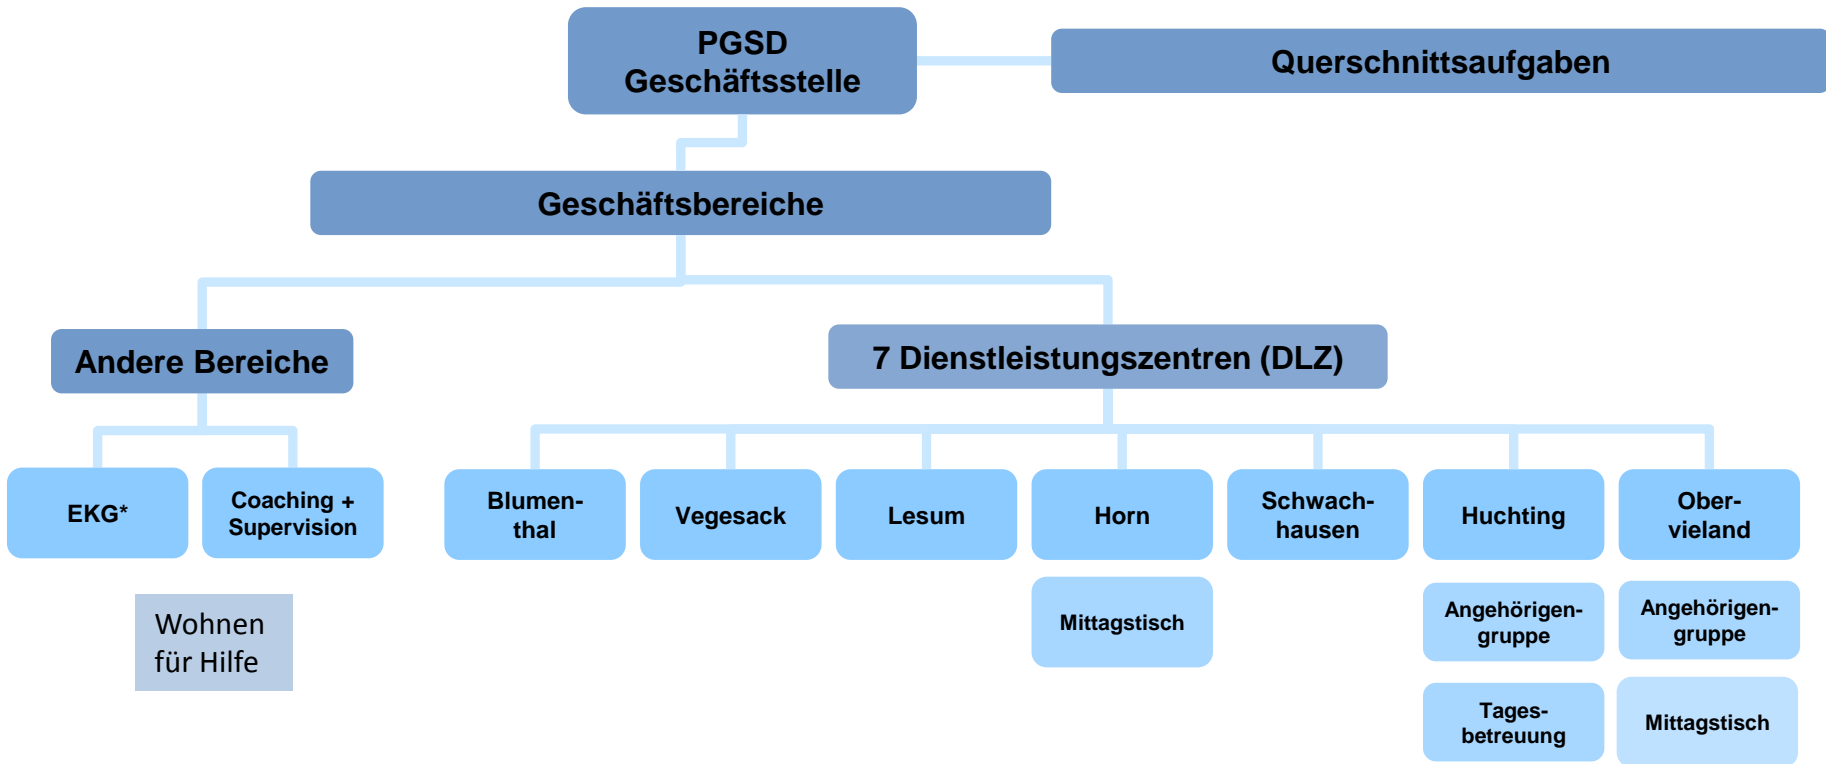 PGSD
Geschäftsstelle
Querschnittsaufgaben
Geschäftsbereiche
Andere Bereiche
7 Dienstleistungszentren (DLZ)
EKG*
Coaching +
Supervision
Blumen-
thal
Vegesack
Lesum
Horn
Schwach-
hausen
Huchting
Ober-
vieland
Wohnen
für Hilfe
Mittagstisch
Angehörigen-
gruppe
Angehörigen-
gruppe
Tages-
betreuung
Mittagstisch